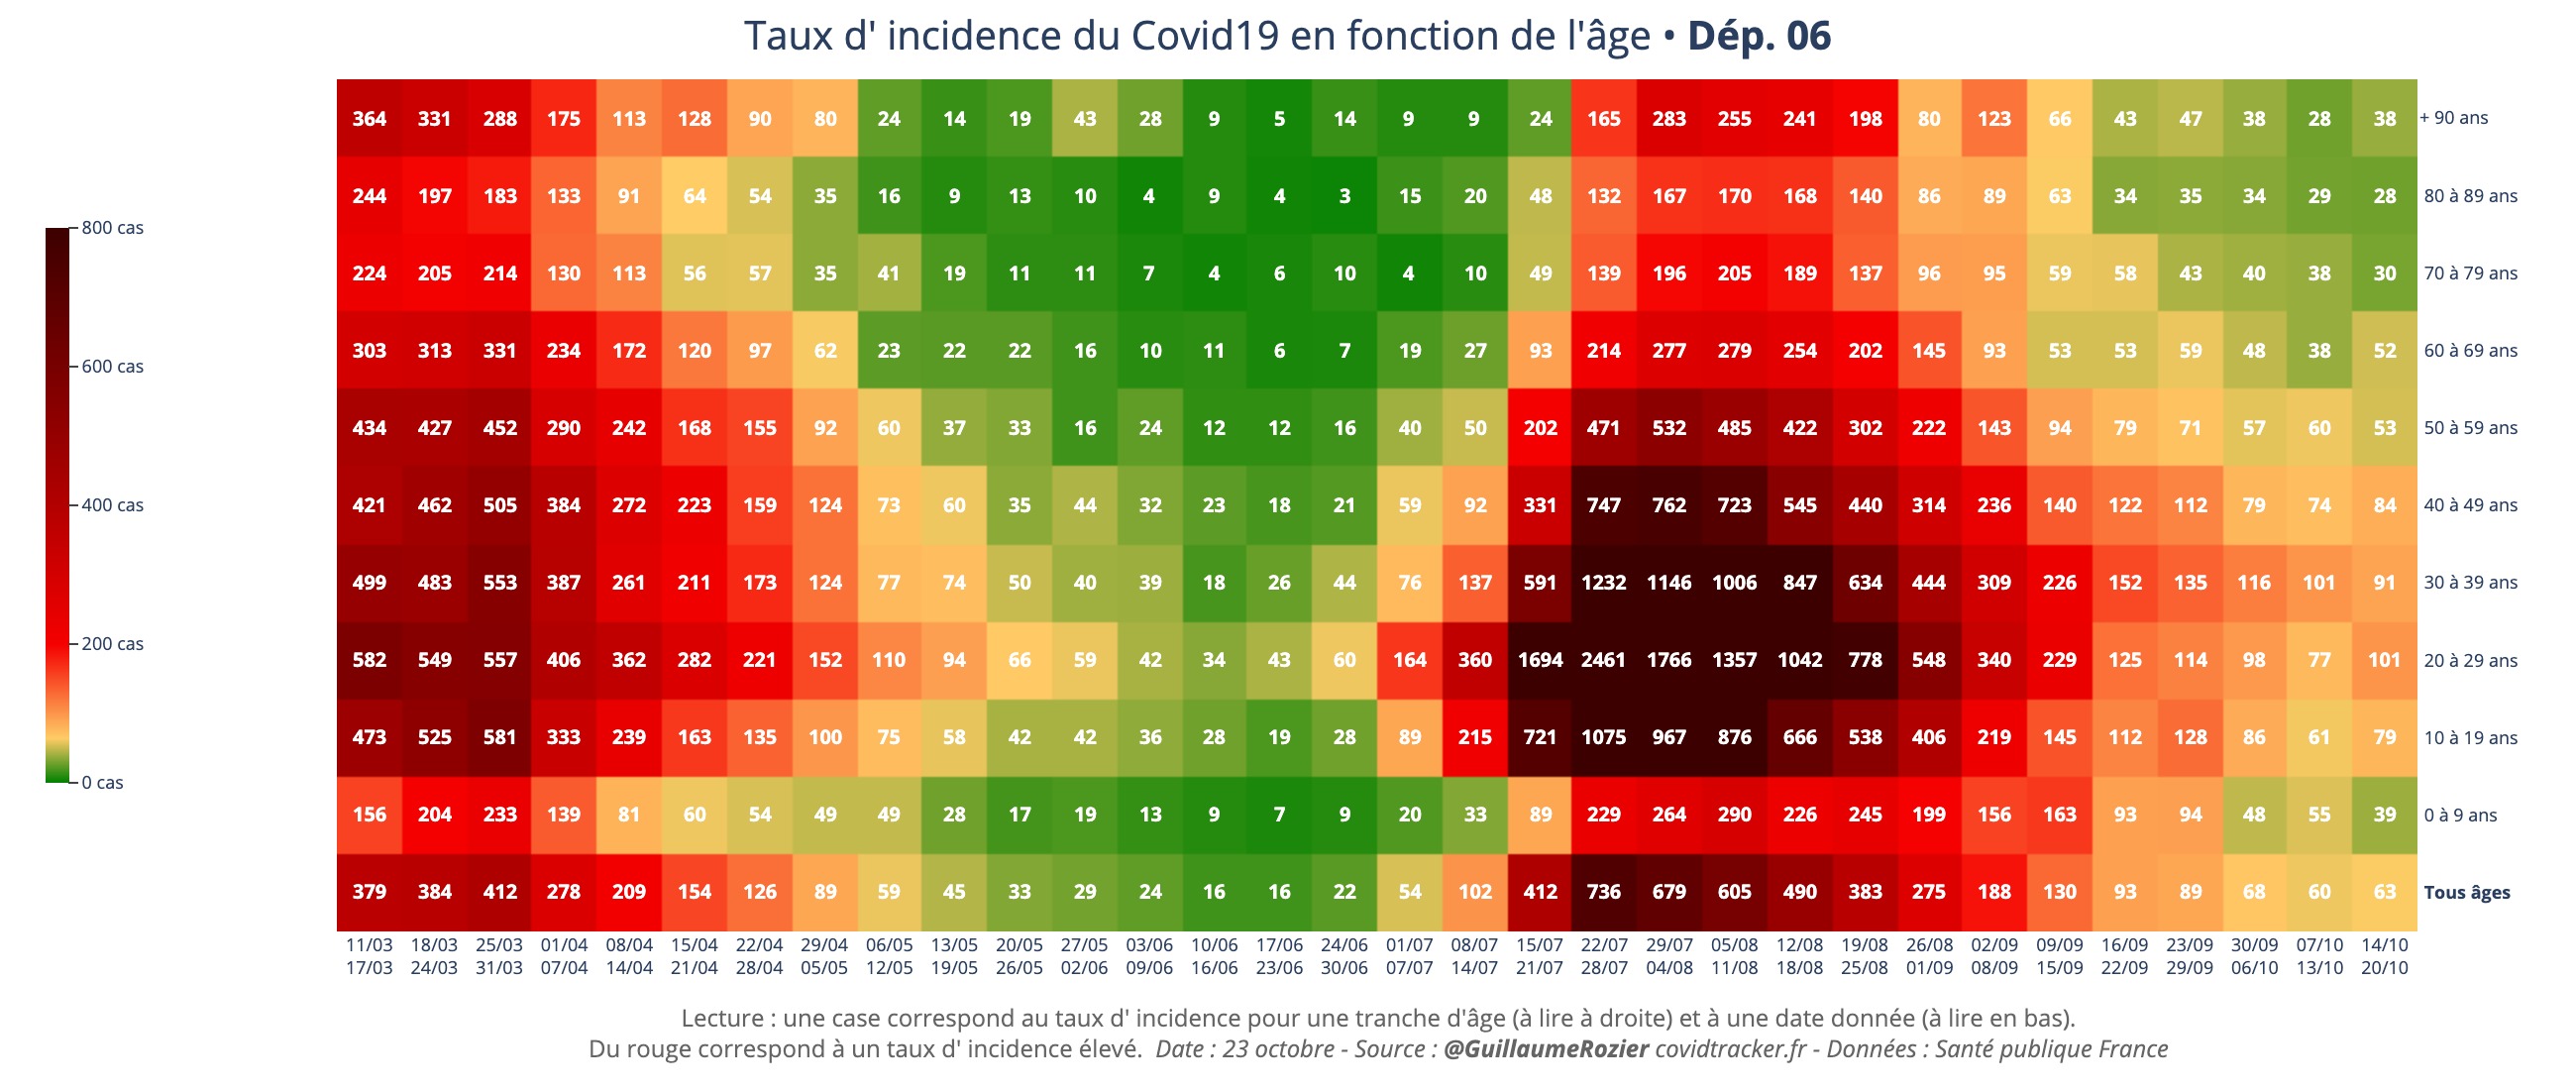 Taux d' incidence du Covid19 en fonction de l'âge • Dép. 06
364 331 288 175 113 128 90 80 24 14 19 43 28 9 5 14 9 9 24 165 283 255 241 198 80 123 66 43 47 38 28 38 + 90 ans
244 197 183 133 91 64 54 35 16 9 13 10 4 9 4 3 15 20 48 132 167 170 168 140 86 89 63 34 35 34 29 28 80 à 89 ans
800 cas
224 205 214 130 113 56 57 35 41 19 11 11 7 4 6 10 4 10 49 139 196 205 189 137 96 95 59 58 43 40 38 30 70 à 79 ans
303 313 331 234 172 120 97 62 23 22 22 16 10 11 6 7 19 27 93 214 277 279 254 202 145 93 53 53 59 48 38 52 60 à 69 ans
600 cas
434 427 452 290 242 168 155 92 60 37 33 16 24 12 12 16 40 50 202 471 532 485 422 302 222 143 94 79 71 57 60 53 50 à 59 ans
400 cas
421 462 505 384 272 223 159 124 73 60 35 44 32 23 18 21 59 92 331 747 762 723 545 440 314 236 140 122 112 79 74 84 40 à 49 ans
499 483 553 387 261 211 173 124 77 74 50 40 39 18 26 44 76 137 591 1232 1146 1006 847 634 444 309 226 152 135 116 101 91 30 à 39 ans
200 cas
582 549 557 406 362 282 221 152 110 94 66 59 42 34 43 60 164 360 1694 2461 1766 1357 1042 778 548 340 229 125 114 98 77 101 20 à 29 ans
473 525 581 333 239 163 135 100 75 58 42 42 36 28 19 28 89 215 721 1075 967 876 666 538 406 219 145 112 128 86 61 79 10 à 19 ans
0 cas
156 204 233 139 81 60 54 49 49 28 17 19 13 9 7 9 20 33 89 229 264 290 226 245 199 156 163 93 94 48 55 39 0 à 9 ans
379 384 412 278 209 154 126 89 59 45 33 29 24 16 16 22 54 102 412 736 679 605 490 383 275 188 130 93 89 68 60 63 Tous âges
11/03 18/03 25/03 01/04 08/04 15/04 22/04 29/04 06/05 13/05 20/05 27/05 03/06 10/06 17/06 24/06 01/07 08/07 15/07 22/07 29/07 05/08 12/08 19/08 26/08 02/09 09/09 16/09 23/09 30/09 07/10 14/10
17/03 24/03 31/03 07/04 14/04 21/04 28/04 05/05 12/05 19/05 26/05 02/06 09/06 16/06 23/06 30/06 07/07 14/07 21/07 28/07 04/08 11/08 18/08 25/08 01/09 08/09 15/09 22/09 29/09 06/10 13/10 20/10
Lecture : une case correspond au taux d' incidence pour une tranche d'âge (à lire à droite) et à une date donnée (à lire en bas).
Du rouge correspond à un taux d' incidence élevé. Date : 23 octobre - Source : @GuillaumeRozier covidtracker.fr - Données : Santé publique France